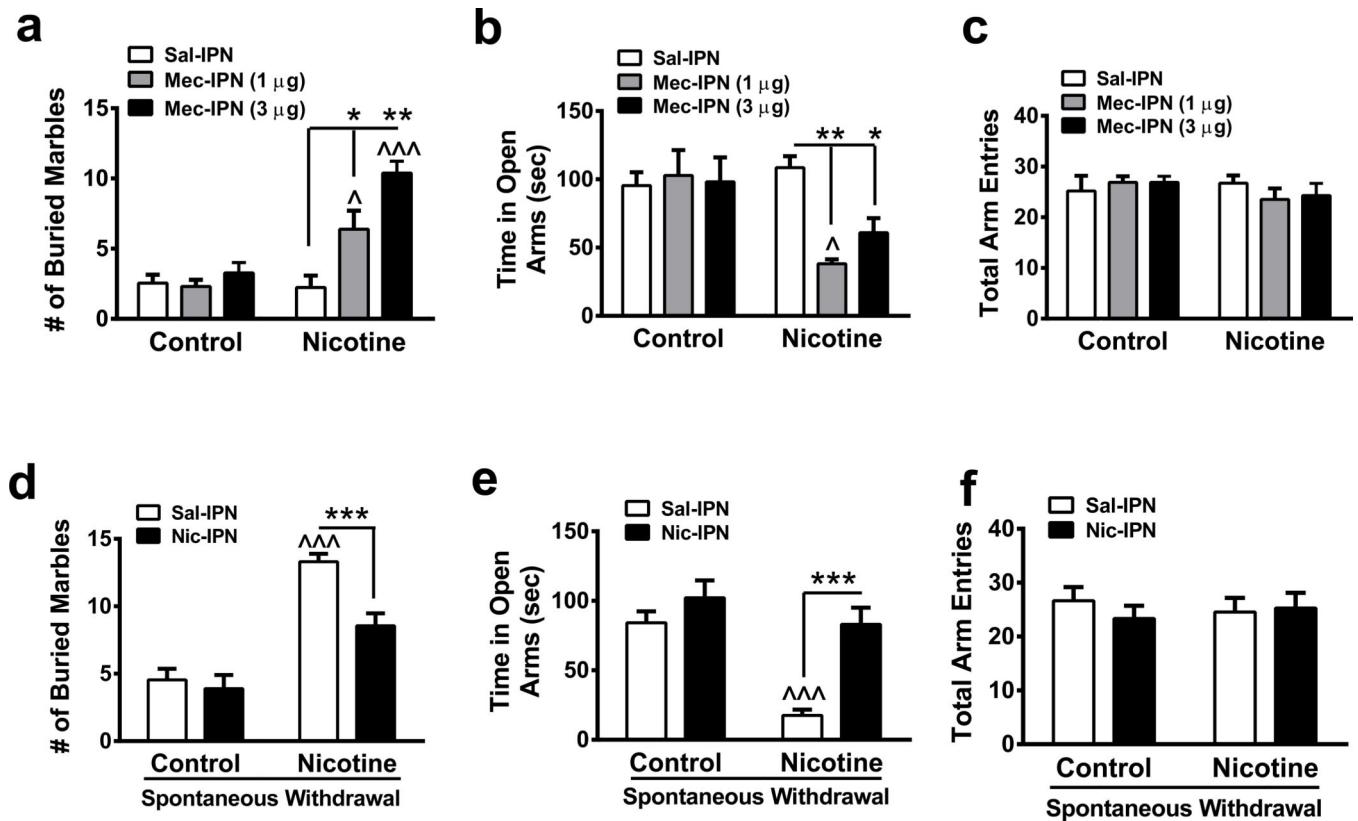 a
Sal-IPN
Mec-IPN (1 μg)
Mec-IPN (3 μg)
# of Buried Marbles
15
10
5
0
* **
^^^
^
Control Nicotine
b
Sal-IPN
Mec-IPN (1 μg)
Mec-IPN (3 μg)
Time in Open
Arms (sec)
150
100
50
0
** *
^
Control Nicotine
c
Sal-IPN
Mec-IPN (1 μg)
Mec-IPN (3 μg)
Total Arm Entries
40
30
20
10
0
Control Nicotine
d
Sal-IPN
Nic-IPN
# of Buried Marbles
15
10
5
0
***
^^^
Control Nicotine
Spontaneous Withdrawal
e
Sal-IPN
Nic-IPN
Time in Open
Arms (sec)
150
100
50
0
***
^^^
Control Nicotine
Spontaneous Withdrawal
f
Sal-IPN
Nic-IPN
Total Arm Entries
40
30
20
10
0
Control Nicotine
Spontaneous Withdrawal